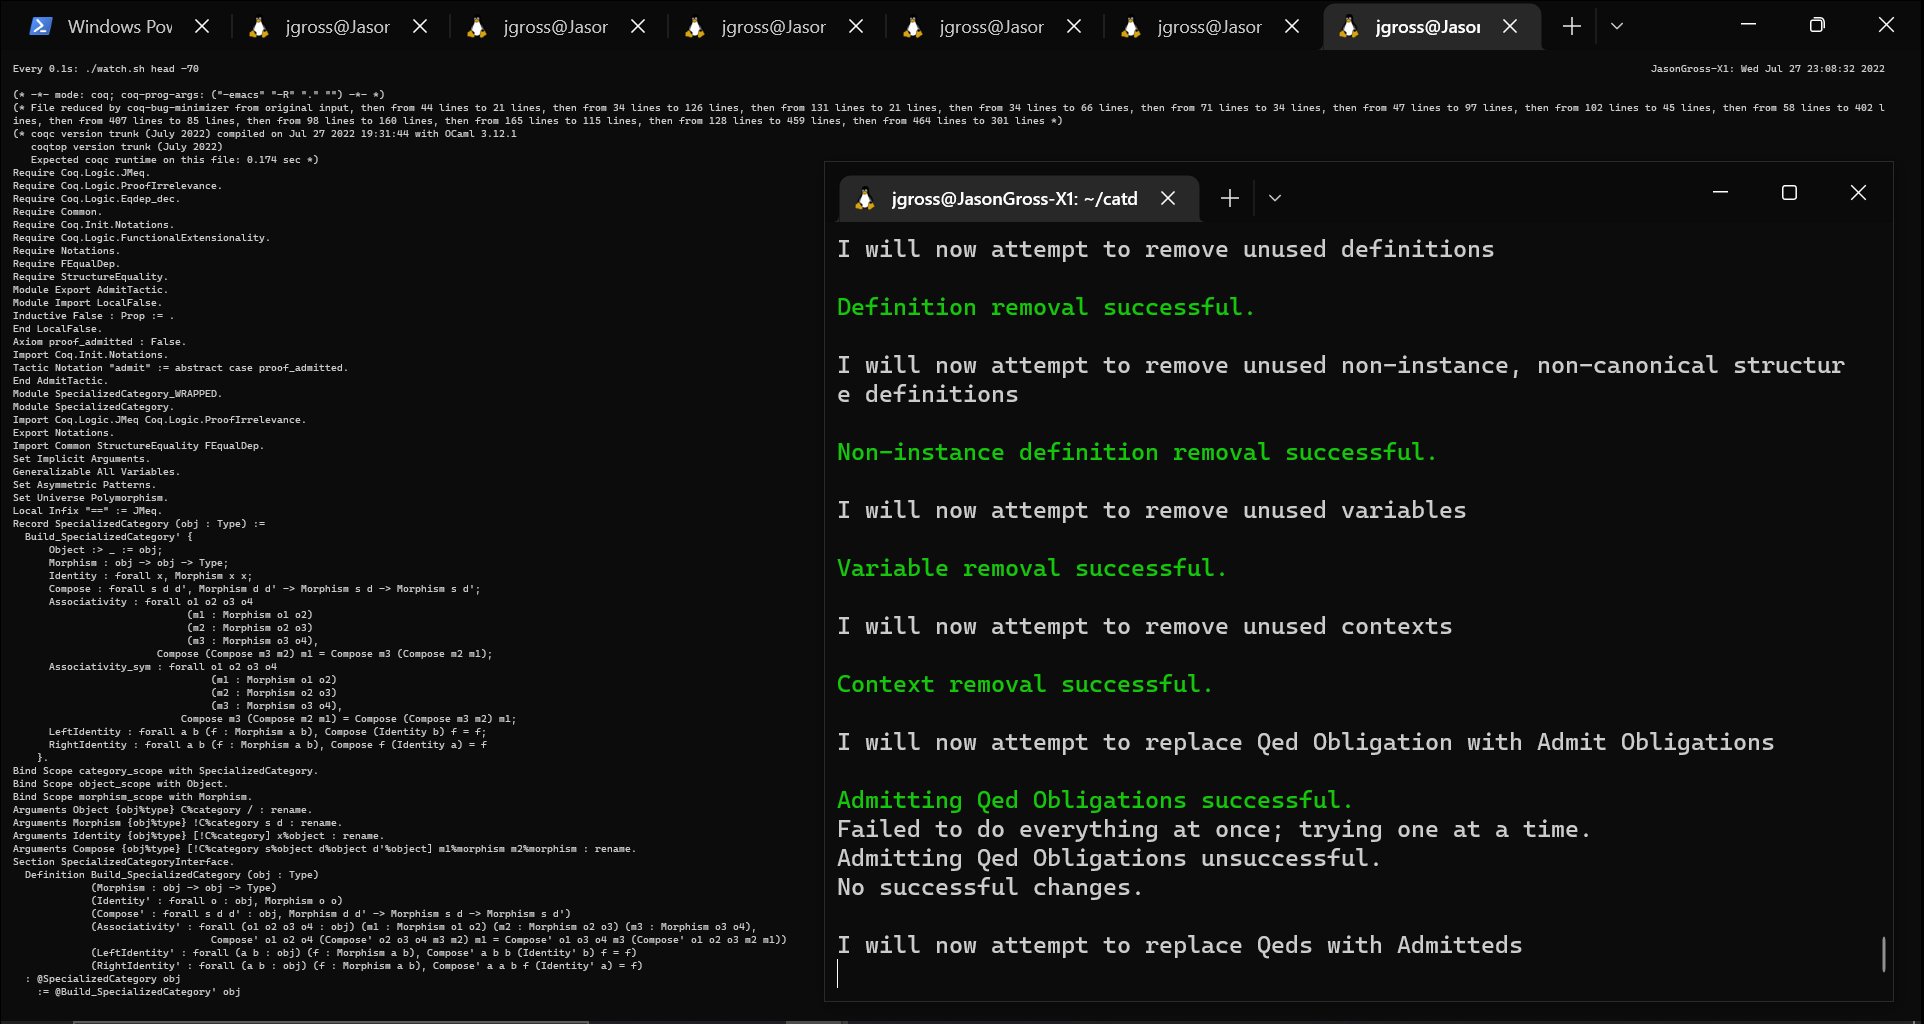 Windows Pow
jgross@Jasor
jgross@Jasor
jgross@Jasor
jgross@Jasor
jgross@Jasor
jgross@Jasor
Every 0.1s: ./watch.sh head -70
JasonGross-X1: Wed Jul 27 23:08:32 2022
(* -*- mode: coq; coq-prog-args: ("-emacs" "-R" "." "") -*- *)
(* File reduced by coq-bug-minimizer from original input, then from 44 lines to 21 lines, then from 34 lines to 126 lines, then from 131 lines to 21 lines, then from 34 lines to 66 lines, then from 71 lines to 34 lines, then from 47 lines to 97 lines, then from 102 lines to 45 lines, then from 58 lines to 402 l
ines, then from 407 lines to 85 lines, then from 98 lines to 160 lines, then from 165 lines to 115 lines, then from 128 lines to 459 lines, then from 464 lines to 301 lines *)
(* coqc version trunk (July 2022) compiled on Jul 27 2022 19:31:44 with OCaml 3.12.1
   coqtop version trunk (July 2022)
   Expected coqc runtime on this file: 0.174 sec *)
Require Coq.Logic.JMeq.
Require Coq.Logic.ProofIrrelevance.
Require Coq.Logic.Eqdep_dec.
Require Common.
Require Coq.Init.Notations.
Require Coq.Logic.FunctionalExtensionality.
Require Notations.
Require FEqualDep.
Require StructureEquality.
Module Export AdmitTactic.
Module Import LocalFalse.
Inductive False : Prop := .
End LocalFalse.
Axiom proof_admitted : False.
Import Coq.Init.Notations.
Tactic Notation "admit" := abstract case proof_admitted.
End AdmitTactic.
Module SpecializedCategory_WRAPPED.
Module SpecializedCategory.
Import Coq.Logic.JMeq Coq.Logic.ProofIrrelevance.
Export Notations.
Import Common StructureEquality FEqualDep.
Set Implicit Arguments.
Generalizable All Variables.
Set Asymmetric Patterns.
Set Universe Polymorphism.
Local Infix "==" := JMeq.
Record SpecializedCategory (obj : Type) :=
  Build_SpecializedCategory' {
      Object :> _ := obj;
      Morphism : obj -> obj -> Type;
      Identity : forall x, Morphism x x;
      Compose : forall s d d', Morphism d d' -> Morphism s d -> Morphism s d';
      Associativity : forall o1 o2 o3 o4
                             (m1 : Morphism o1 o2)
                             (m2 : Morphism o2 o3)
                             (m3 : Morphism o3 o4),
                        Compose (Compose m3 m2) m1 = Compose m3 (Compose m2 m1);
      Associativity_sym : forall o1 o2 o3 o4
                                 (m1 : Morphism o1 o2)
                                 (m2 : Morphism o2 o3)
                                 (m3 : Morphism o3 o4),
                            Compose m3 (Compose m2 m1) = Compose (Compose m3 m2) m1;
      LeftIdentity : forall a b (f : Morphism a b), Compose (Identity b) f = f;
      RightIdentity : forall a b (f : Morphism a b), Compose f (Identity a) = f
    }.
Bind Scope category_scope with SpecializedCategory.
Bind Scope object_scope with Object.
Bind Scope morphism_scope with Morphism.
Arguments Object {obj%type} C%category / : rename.
Arguments Morphism {obj%type} !C%category s d : rename.
Arguments Identity {obj%type} [!C%category] x%object : rename.
Arguments Compose {obj%type} [!C%category s%object d%object d'%object] m1%morphism m2%morphism : rename.
Section SpecializedCategoryInterface.
  Definition Build_SpecializedCategory (obj : Type)
             (Morphism : obj -> obj -> Type)
             (Identity' : forall o : obj, Morphism o o)
             (Compose' : forall s d d' : obj, Morphism d d' -> Morphism s d -> Morphism s d')
             (Associativity' : forall (o1 o2 o3 o4 : obj) (m1 : Morphism o1 o2) (m2 : Morphism o2 o3) (m3 : Morphism o3 o4),
                                 Compose' o1 o2 o4 (Compose' o2 o3 o4 m3 m2) m1 = Compose' o1 o3 o4 m3 (Compose' o1 o2 o3 m2 m1))
             (LeftIdentity' : forall (a b : obj) (f : Morphism a b), Compose' a b b (Identity' b) f = f)
             (RightIdentity' : forall (a b : obj) (f : Morphism a b), Compose' a a b f (Identity' a) = f)
  : @SpecializedCategory obj
    := @Build_SpecializedCategory' obj
jgross@JasonGross-X1: ~/catd
I will now attempt to remove unused definitions
Definition removal successful.
I will now attempt to remove unused non-instance, non-canonical structur
e definitions
Non-instance definition removal successful.
I will now attempt to remove unused variables
Variable removal successful.
I will now attempt to remove unused contexts
Context removal successful.
I will now attempt to replace Qed Obligation with Admit Obligations
Admitting Qed Obligations successful.
Failed to do everything at once; trying one at a time.
Admitting Qed Obligations unsuccessful.
No successful changes.
I will now attempt to replace Qeds with Admitteds